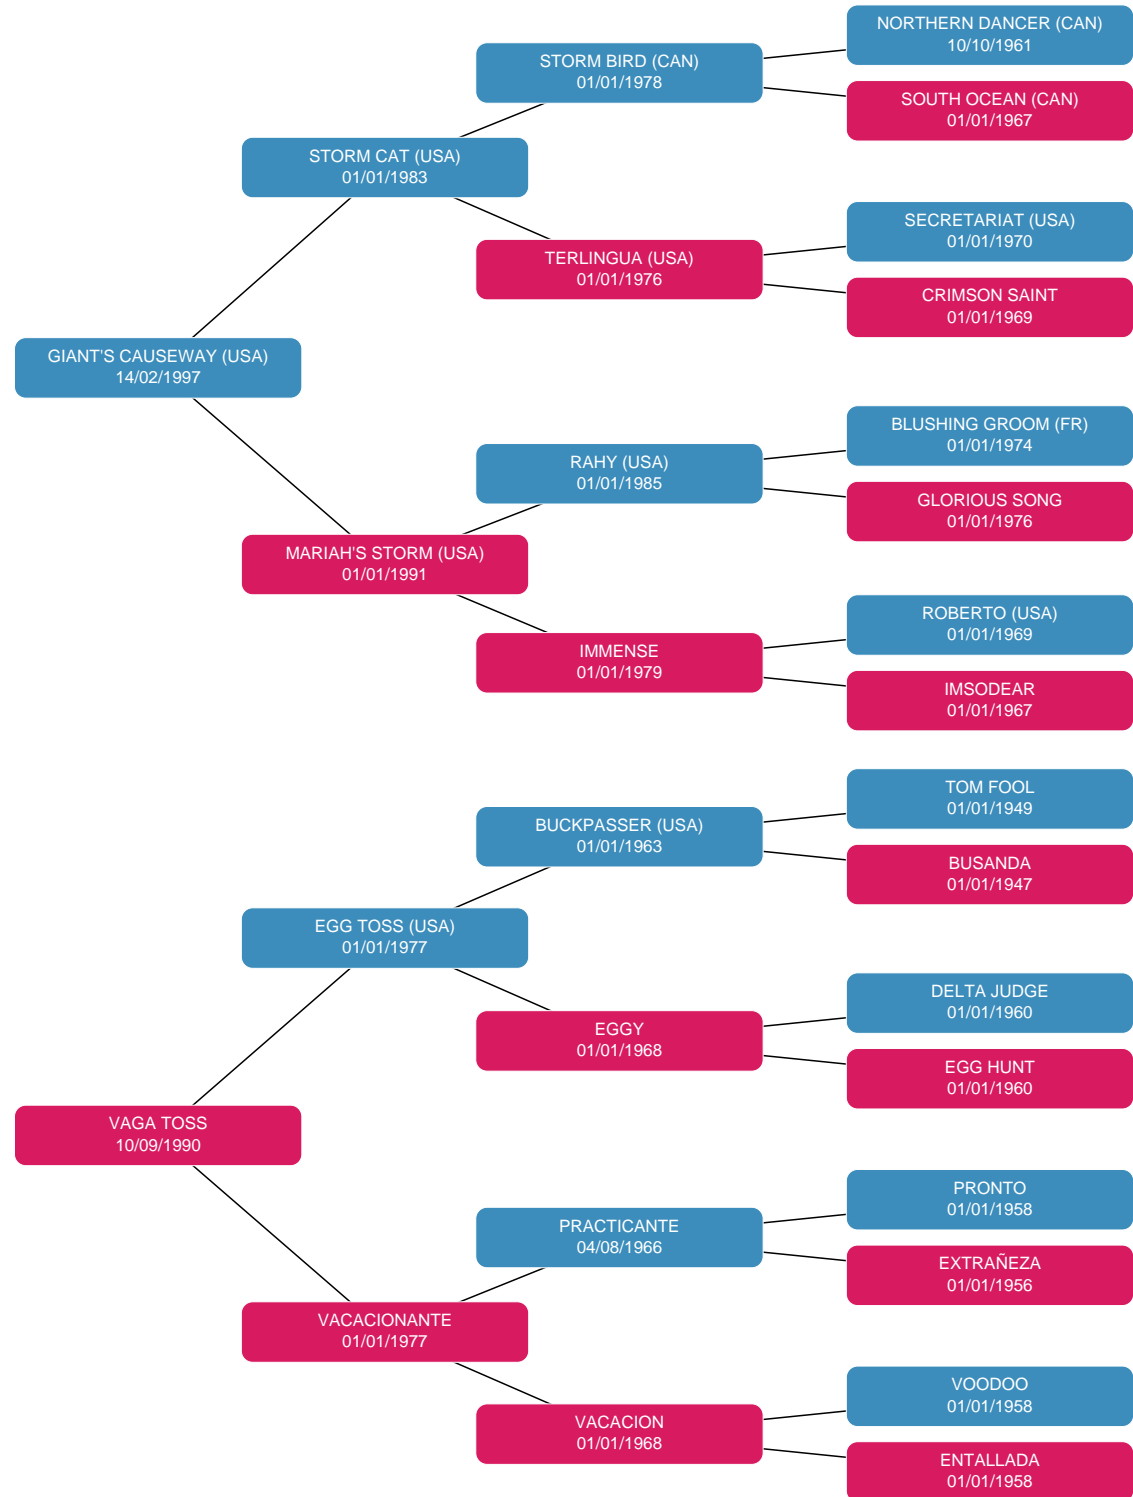 NORTHERN DANCER (CAN)
10/10/1961
STORM BIRD (CAN)
01/01/1978
SOUTH OCEAN (CAN)
01/01/1967
STORM CAT (USA)
01/01/1983
SECRETARIAT (USA)
01/01/1970
TERLINGUA (USA)
01/01/1976
CRIMSON SAINT
01/01/1969
GIANT'S CAUSEWAY (USA)
14/02/1997
BLUSHING GROOM (FR)
01/01/1974
RAHY (USA)
01/01/1985
GLORIOUS SONG
01/01/1976
MARIAH'S STORM (USA)
01/01/1991
ROBERTO (USA)
01/01/1969
IMMENSE
01/01/1979
IMSODEAR
01/01/1967
TOM FOOL
01/01/1949
BUCKPASSER (USA)
01/01/1963
BUSANDA
01/01/1947
EGG TOSS (USA)
01/01/1977
DELTA JUDGE
01/01/1960
EGGY
01/01/1968
EGG HUNT
01/01/1960
VAGA TOSS
10/09/1990
PRONTO
01/01/1958
PRACTICANTE
04/08/1966
EXTRAÑEZA
01/01/1956
VACACIONANTE
01/01/1977
VOODOO
01/01/1958
VACACION
01/01/1968
ENTALLADA
01/01/1958